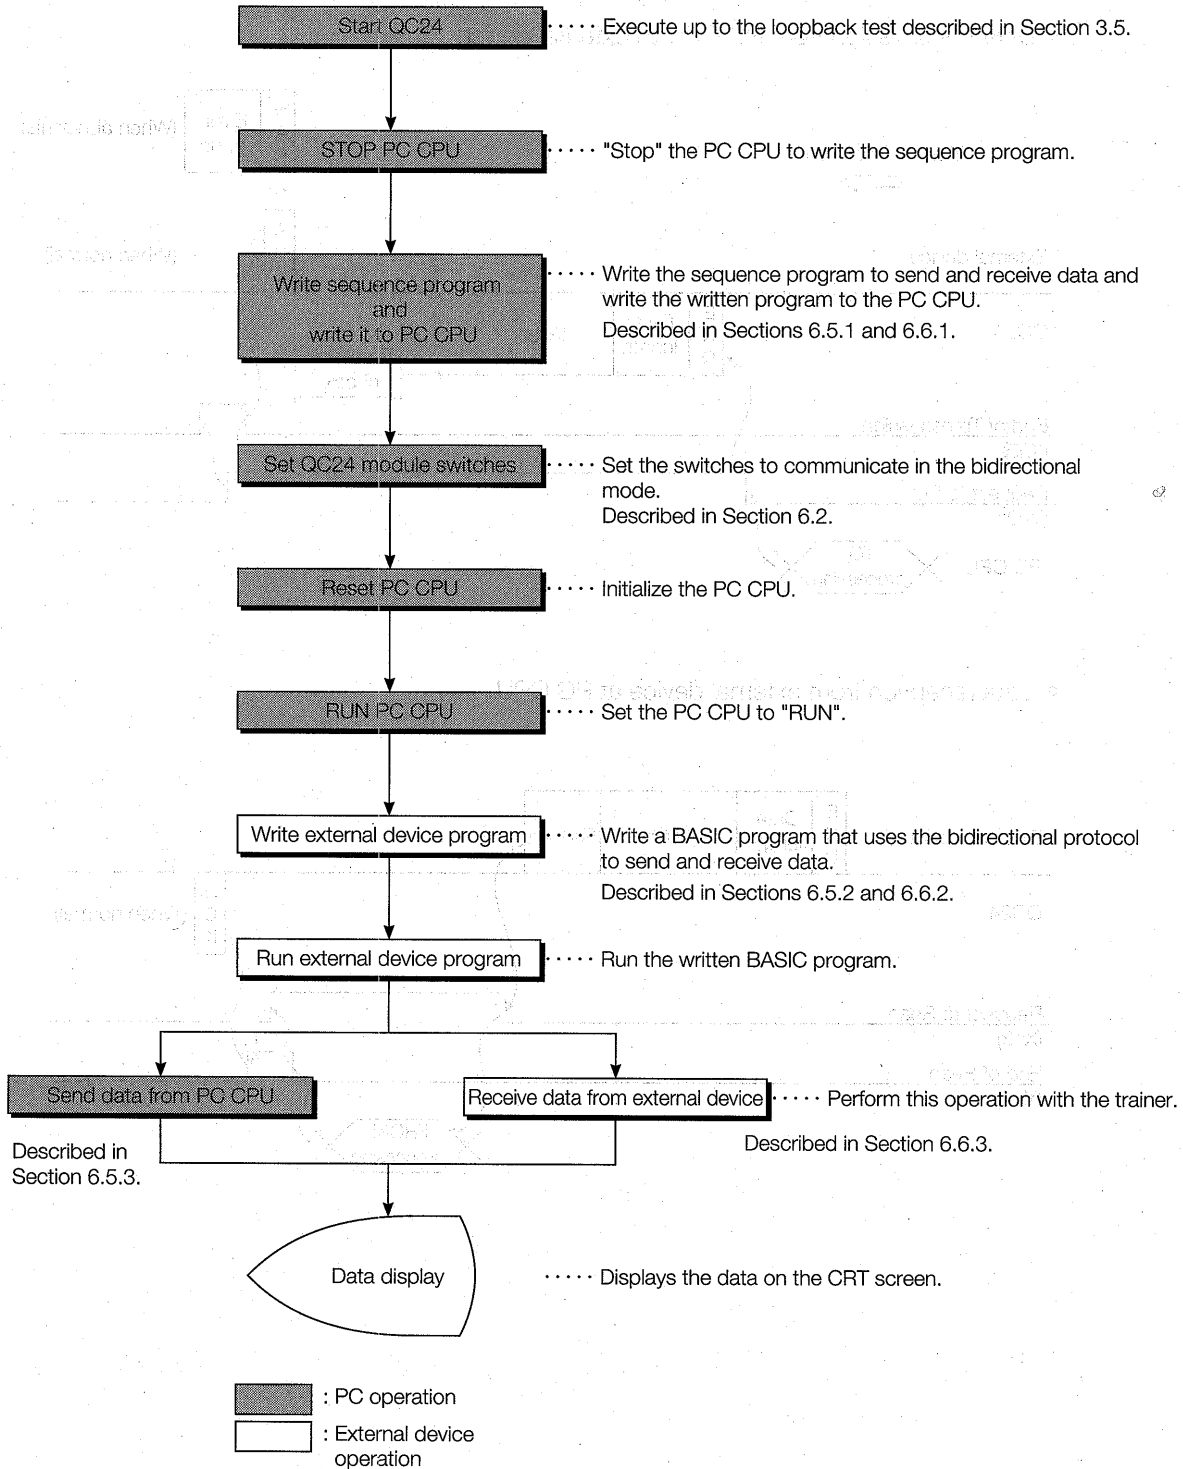 Start QC24
····· Execute up to the loopback test described in Section 3.5.
STOP PC CPU
····· "Stop" the PC CPU to write the sequence program.
Write sequence program
and
write it to PC CPU
····· Write the sequence program to send and receive data and
write the written program to the PC CPU.
Described in Sections 6.5.1 and 6.6.1.
Set QC24 module switches
····· Set the switches to communicate in the bidirectional
mode.
Described in Section 6.2.
Reset PC CPU
····· Initialize the PC CPU.
RUN PC CPU
····· Set the PC CPU to "RUN".
Write external device program
····· Write a BASIC program that uses the bidirectional protocol
to send and receive data.
Described in Sections 6.5.2 and 6.6.2.
Run external device program
····· Run the written BASIC program.
Send data from PC CPU
Described in
Section 6.5.3.
Receive data from external device
····· Perform this operation with the trainer.
Described in Section 6.6.3.
Data display
····· Displays the data on the CRT screen.
: PC operation
: External device
operation